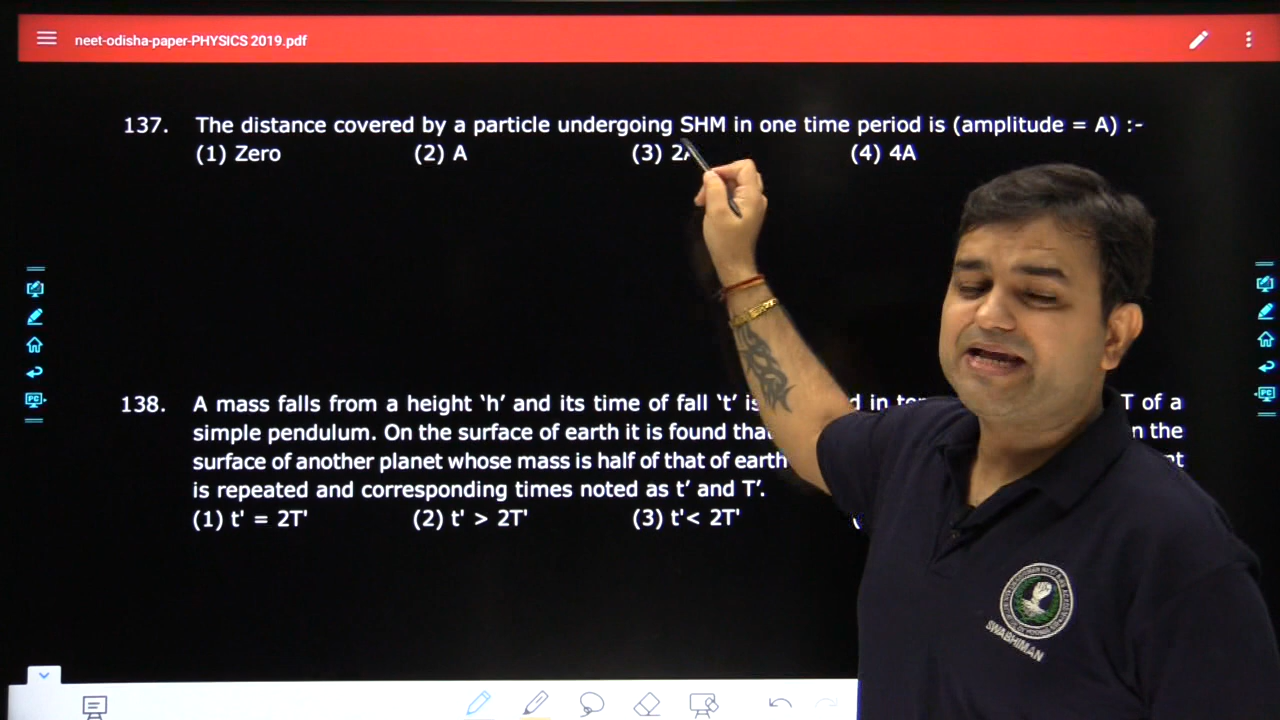 neet-odisha-paper-PHYSICS 2019.pdf
137. The distance covered by a particle undergoing SHM in one time period is (amplitude = A) :-
(1) Zero (2) A (3) 2A (4) 4A
138. A mass falls from a height ‘h’ and its time of fall ‘t’ is d in T of a
simple pendulum. On the surface of earth it is found that n the
surface of another planet whose mass is half of that of earth
is repeated and corresponding times noted as t’ and T’.
(1) t' = 2T' (2) t' > 2T' (3) t'< 2T'
PC
PC
SWABHIMAN